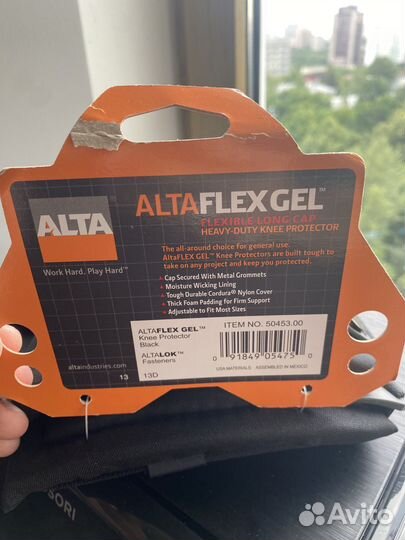 ALTAFLEX GEL™
FLEXIBLE LONG CAP
HEAVY-DUTY KNEE PROTECTOR
ALTA
Work Hard. Play Hard™
The all-around choice for general use.
AltaFLEX GEL™ Knee Protectors are built tough to
take on any project and keep you protected.
• Cap Secured With Metal Grommets
• Moisture Wicking Lining
• Tough Durable Cordura® Nylon Cover
• Thick Foam Padding for Firm Support
• Adjustable to Fit Most Sizes
ALTAFLEX GEL™
Knee Protector
Black
ALTALOK™
Fasteners
13D
ITEM NO. 50453.00
0 91849 05475 0
USA MATERIALS ASSEMBLED IN MEXICO
altaindustries.com
13
SORI
Avito